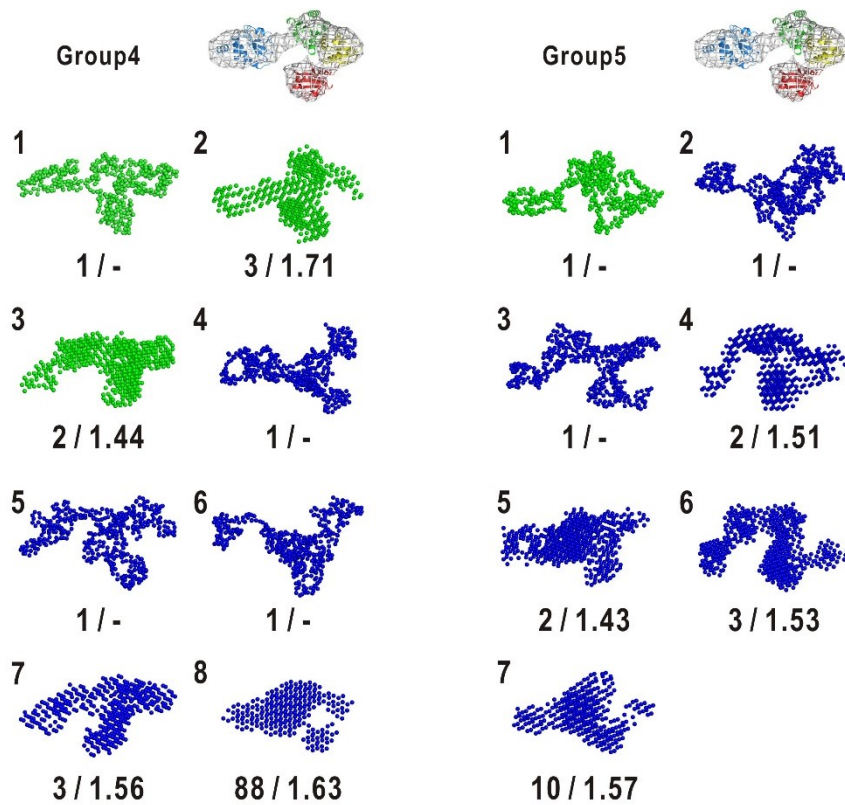 Group4
Group5
1 2
1 / - 3 / 1.71
3 4
2 / 1.44 1 / -
5 6
1 / - 1 / -
7 8
3 / 1.56 88 / 1.63
1 2
1 / - 1 / -
3 4
1 / - 2 / 1.51
5 6
2 / 1.43 3 / 1.53
7
10 / 1.57